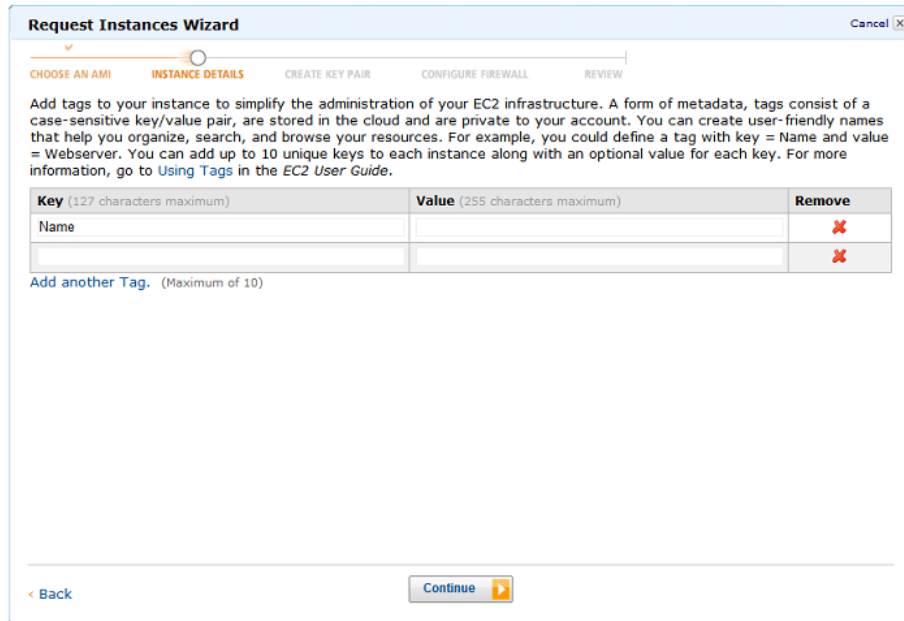 Request Instances Wizard
Cancel
CHOOSE AN AMI INSTANCE DETAILS CREATE KEY PAIR CONFIGURE FIREWALL REVIEW
Add tags to your instance to simplify the administration of your EC2 infrastructure. A form of metadata, tags consist of a
case-sensitive key/value pair, are stored in the cloud and are private to your account. You can create user-friendly names
that help you organize, search, and browse your resources. For example, you could define a tag with key = Name and value
= Webserver. You can add up to 10 unique keys to each instance along with an optional value for each key. For more
information, go to Using Tags in the EC2 User Guide.
Key (127 characters maximum) Value (255 characters maximum) Remove
Name
Add another Tag. (Maximum of 10)
< Back
Continue